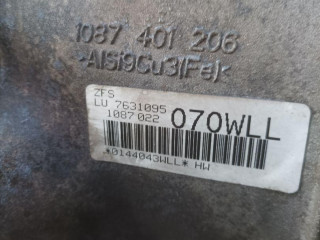 1087 401 206
>AlSi9Cu3(Fe)<
ZFS
LU 7631095
1087 022
070WLL
*0144043WLL* HW